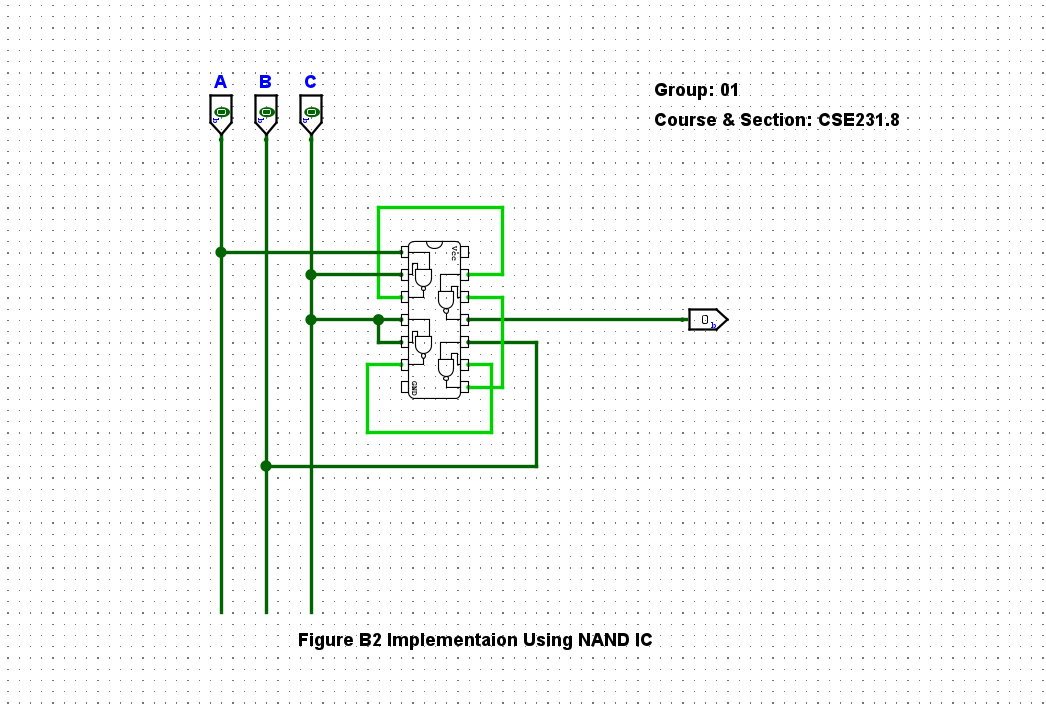 A B C
Group: 01
Course & Section: CSE231.8
Vcc
0
GND
Figure B2 Implementaion Using NAND IC